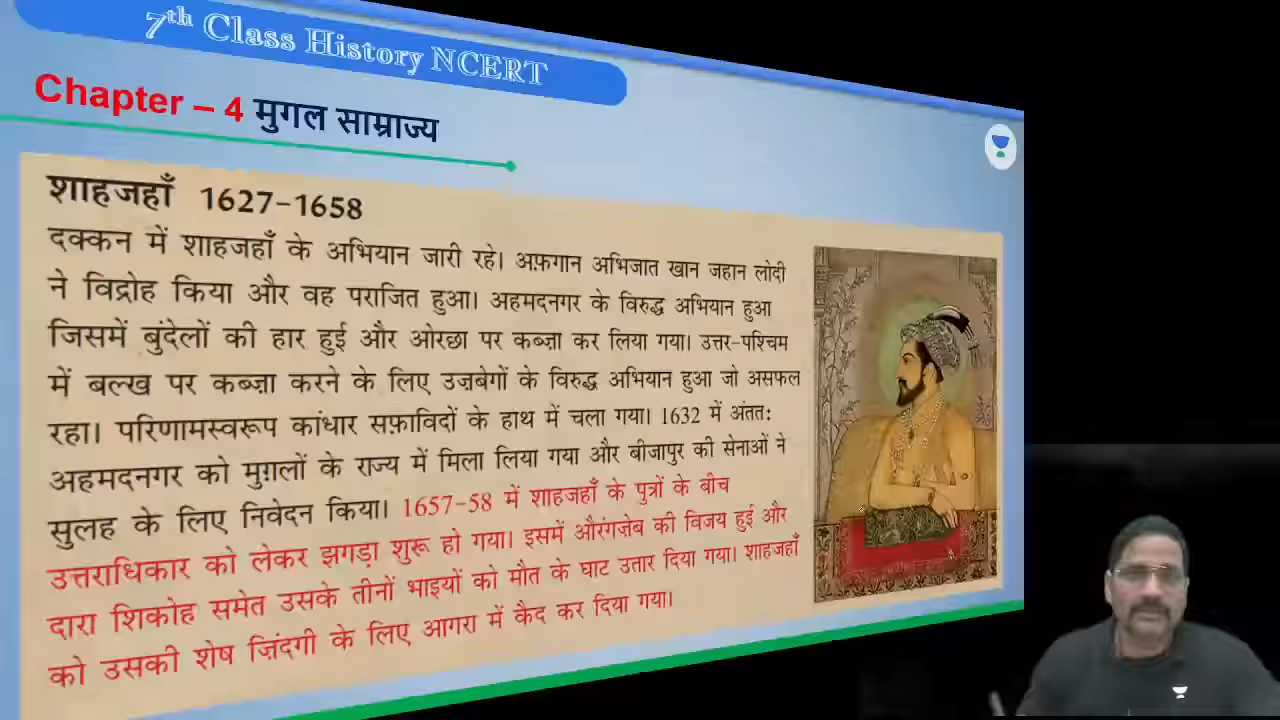 7th Class History NCERT
Chapter – 4 मुगल साम्राज्य
शाहजहाँ 1627–1658
दक्कन में शाहजहाँ के अभियान जारी रहे। अफ़गान अभिजात खान जहान लोदी
ने विद्रोह किया और वह पराजित हुआ। अहमदनगर के विरुद्ध अभियान हुआ
जिसमें बुंदेलों की हार हुई और ओरछा पर कब्ज़ा कर लिया गया। उत्तर-पश्चिम
में बल्ख पर कब्ज़ा करने के लिए उज़बेगों के विरुद्ध अभियान हुआ जो असफल
रहा। परिणामस्वरूप कांधार सफ़ाविदों के हाथ में चला गया। 1632 में अंततः
अहमदनगर को मुग़लों के राज्य में मिला लिया गया और बीजापुर की सेनाओं ने
सुलह के लिए निवेदन किया। 1657-58 में शाहजहाँ के पुत्रों के बीच
उत्तराधिकार को लेकर झगड़ा शुरू हो गया। इसमें औरंगज़ेब की विजय हुई और
दारा शिकोह समेत उसके तीनों भाइयों को मौत के घाट उतार दिया गया। शाहजहाँ
को उसकी शेष ज़िंदगी के लिए आगरा में कैद कर दिया गया।